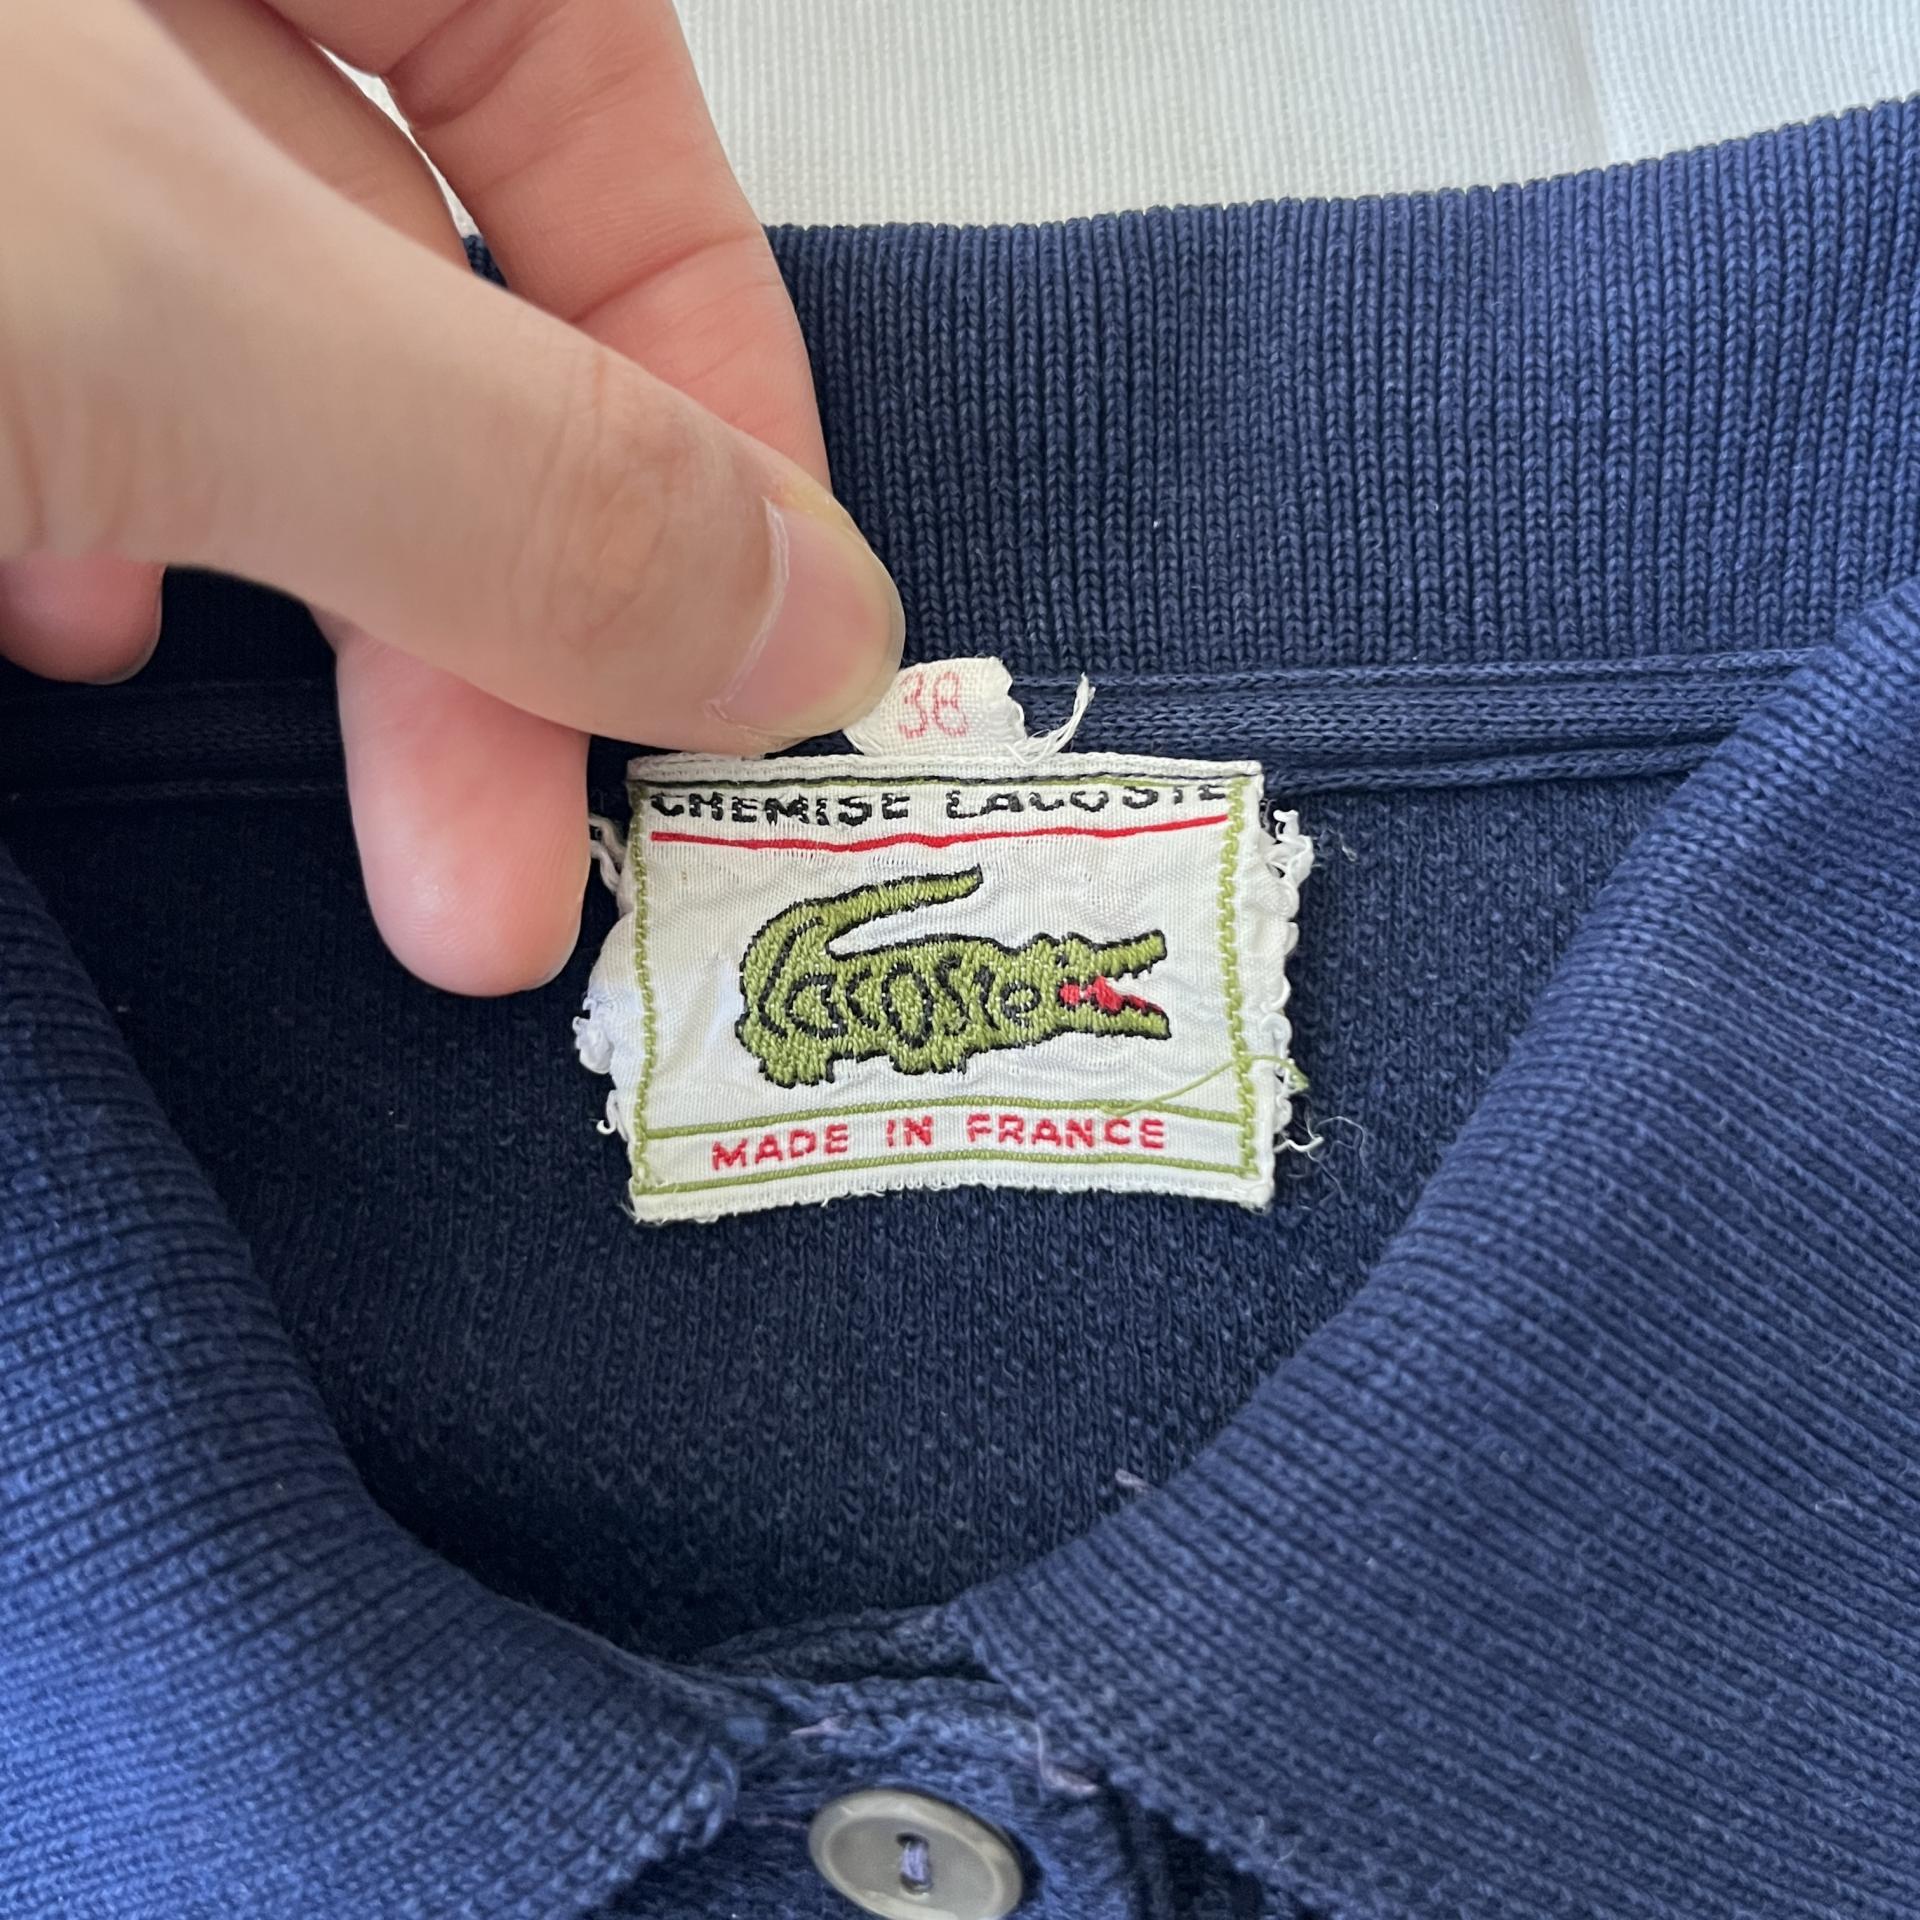 38
CHEMISE LACOSTE
Lacoste
MADE IN FRANCE